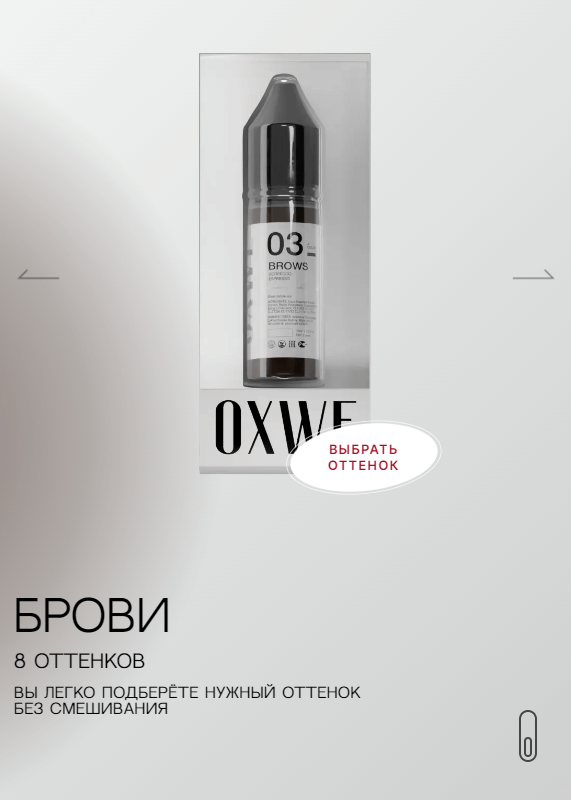 03
BROWS
OXWE
ВЫБРАТЬ
ОТТЕНОК
БРОВИ
8 ОТТЕНКОВ
ВЫ ЛЕГКО ПОДБЕРЁТЕ НУЖНЫЙ ОТТЕНОК
БЕЗ СМЕШИВАНИЯ